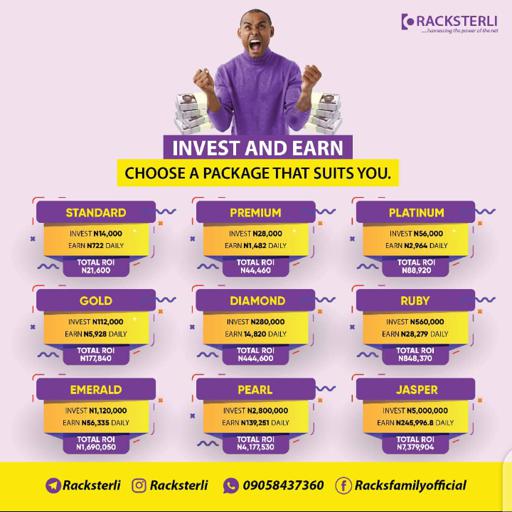 RACKSTERLI
....harnessing the power of the net
INVEST AND EARN
CHOOSE A PACKAGE THAT SUITS YOU.
STANDARD
INVEST N14,000
EARN N722 DAILY
TOTAL ROI
N21,600
PREMIUM
INVEST N28,000
EARN N1,482 DAILY
TOTAL ROI
N44,460
PLATINUM
INVEST N56,000
EARN N2,964 DAILY
TOTAL ROI
N88,920
GOLD
INVEST N112,000
EARN N5,928 DAILY
TOTAL ROI
N177,840
DIAMOND
INVEST N280,000
EARN 14,820 DAILY
TOTAL ROI
N444,600
RUBY
INVEST N560,000
EARN N28,279 DAILY
TOTAL ROI
N848,370
EMERALD
INVEST N1,120,000
EARN N56,335 DAILY
TOTAL ROI
N1,690,050
PEARL
INVEST N2,800,000
EARN N139,251 DAILY
TOTAL ROI
N4,177,530
JASPER
INVEST N5,000,000
EARN N245,996.8 DAILY
TOTAL ROI
N7,379,904
Racksterli Racksterli 09058437360 Racksfamilyofficial